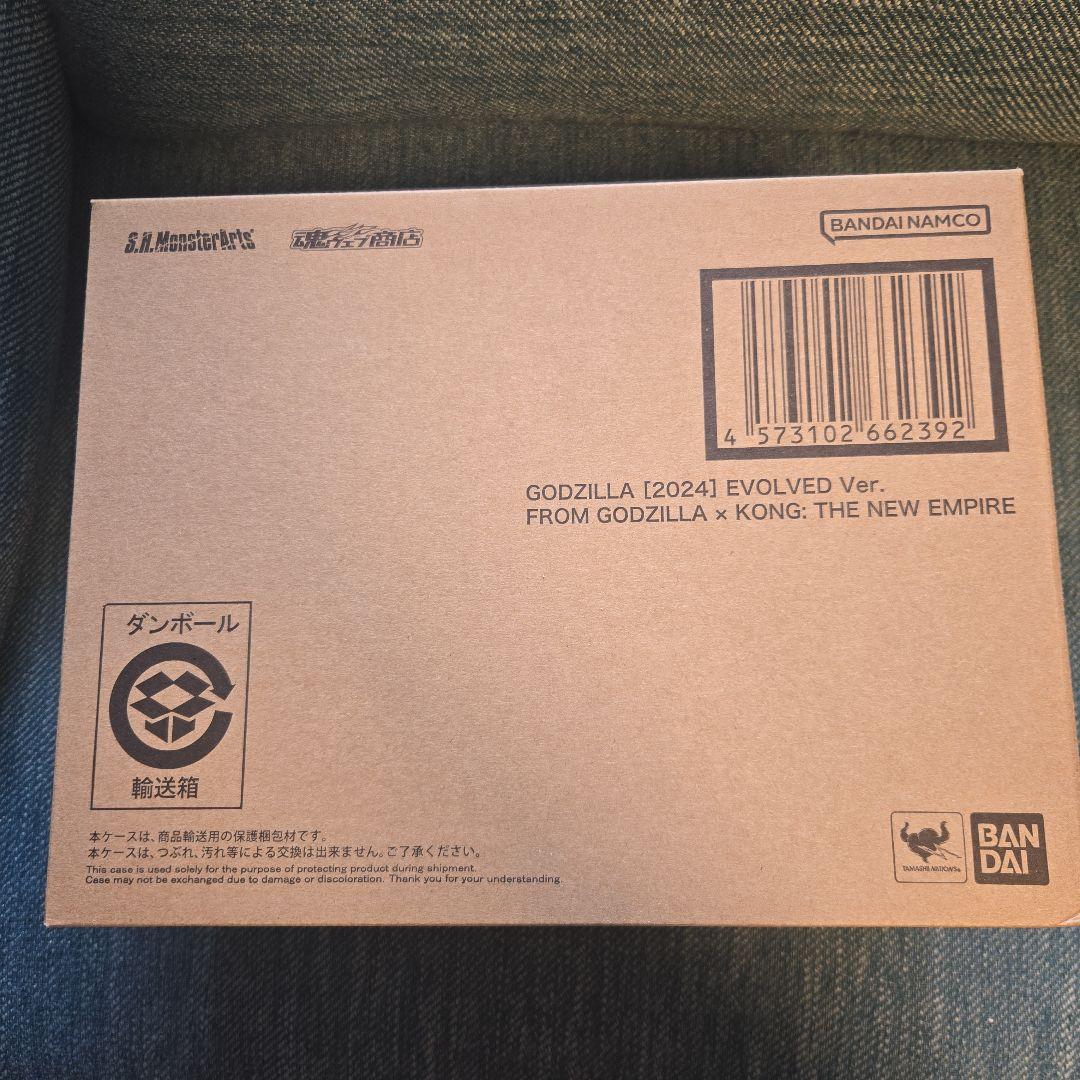 S.H.MonsterArts
魂ウェブ商店
BANDAI NAMCO
4 573102 662392
GODZILLA [2024] EVOLVED Ver.
FROM GODZILLA × KONG: THE NEW EMPIRE
ダンボール
輸送箱
本ケースは、商品輸送用の保護梱包材です。
本ケースは、つぶれ、汚れ等による交換は出来ません。ご了承ください。
This case is used solely for the purpose of protecting product during shipment.
Case may not be exchanged due to damage or discoloration. Thank you for your understanding.
TAMASHII NATIONS®
BAN
DAI